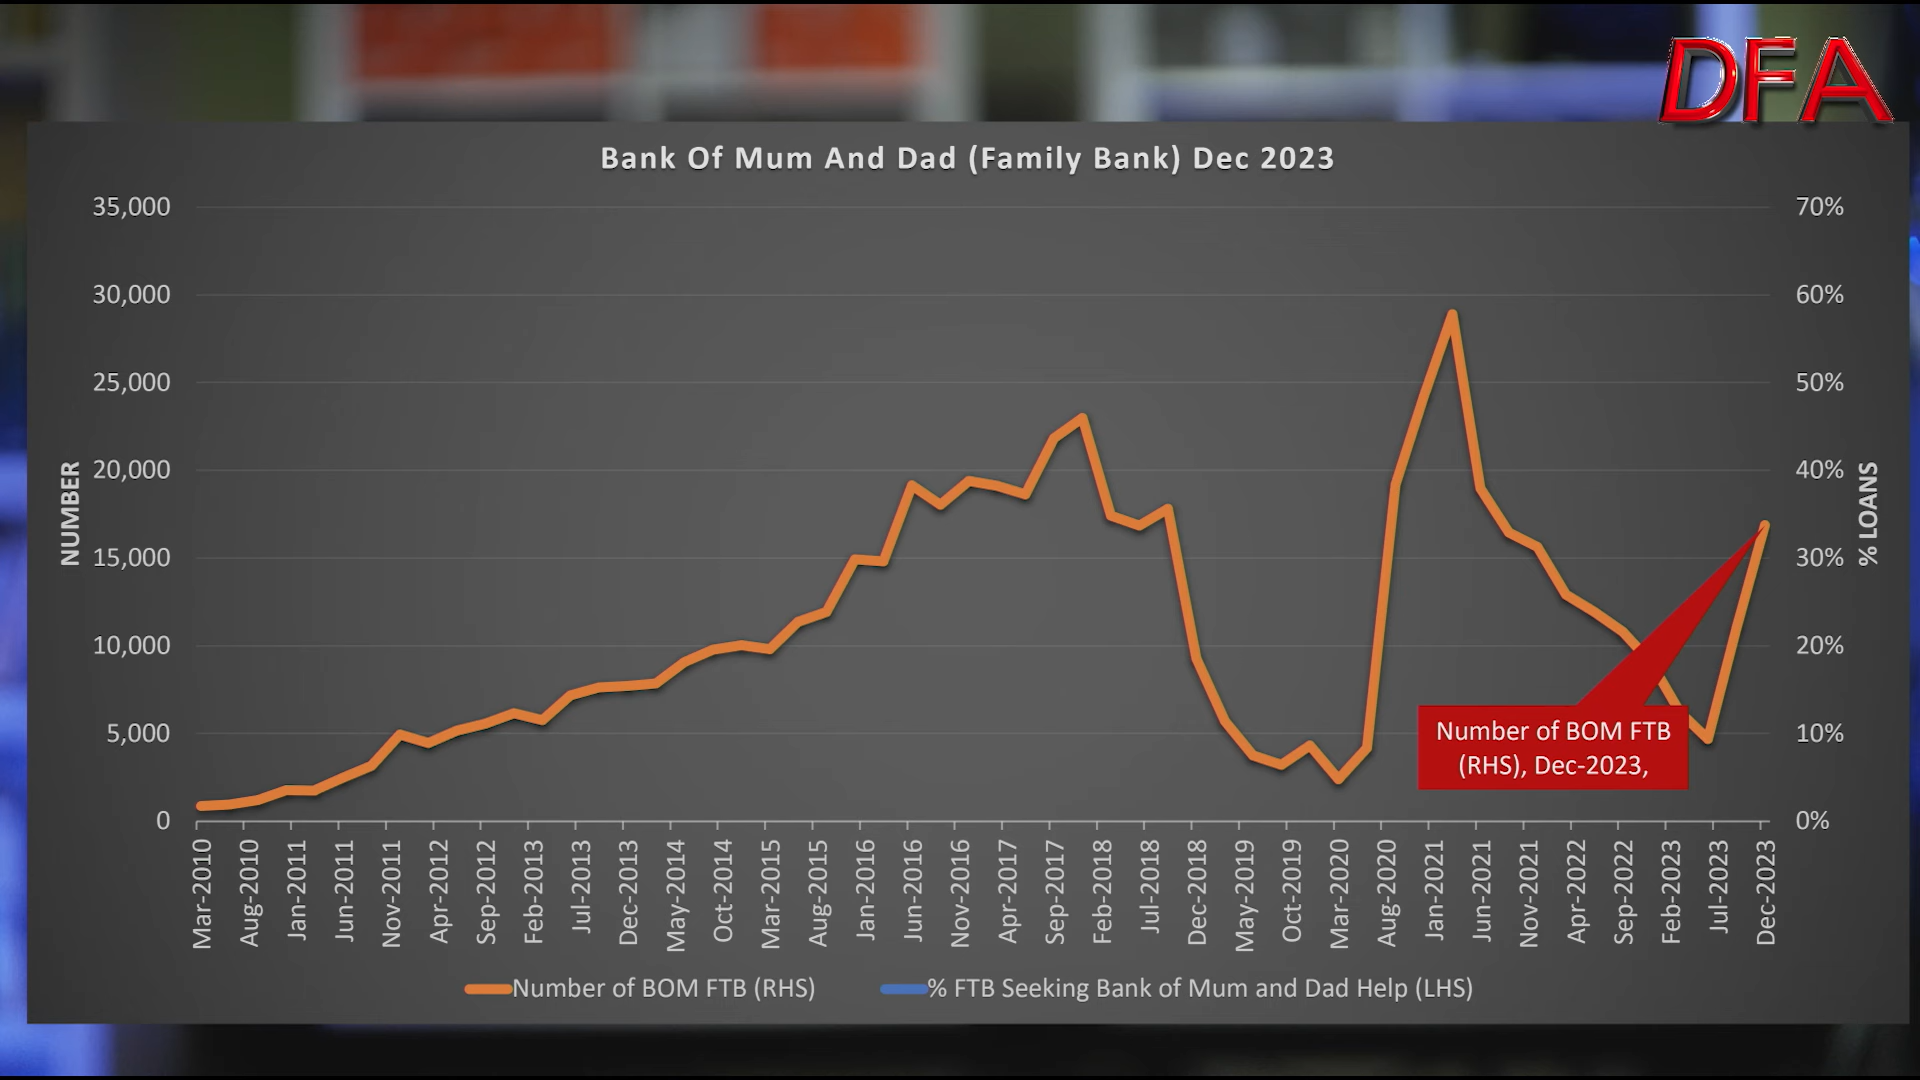 DFA
Bank Of Mum And Dad (Family Bank) Dec 2023
35,000
30,000
25,000
20,000
15,000
10,000
5,000
0
NUMBER
70%
60%
50%
40%
30%
20%
10%
0%
% LOANS
Number of BOM FTB
(RHS), Dec-2023,
Mar-2010
Aug-2010
Jan-2011
Jun-2011
Nov-2011
Apr-2012
Sep-2012
Feb-2013
Jul-2013
Dec-2013
May-2014
Oct-2014
Mar-2015
Aug-2015
Jan-2016
Jun-2016
Nov-2016
Apr-2017
Sep-2017
Feb-2018
Jul-2018
Dec-2018
May-2019
Oct-2019
Mar-2020
Aug-2020
Jan-2021
Jun-2021
Nov-2021
Apr-2022
Sep-2022
Feb-2023
Jul-2023
Dec-2023
Number of BOM FTB (RHS)
% FTB Seeking Bank of Mum and Dad Help (LHS)